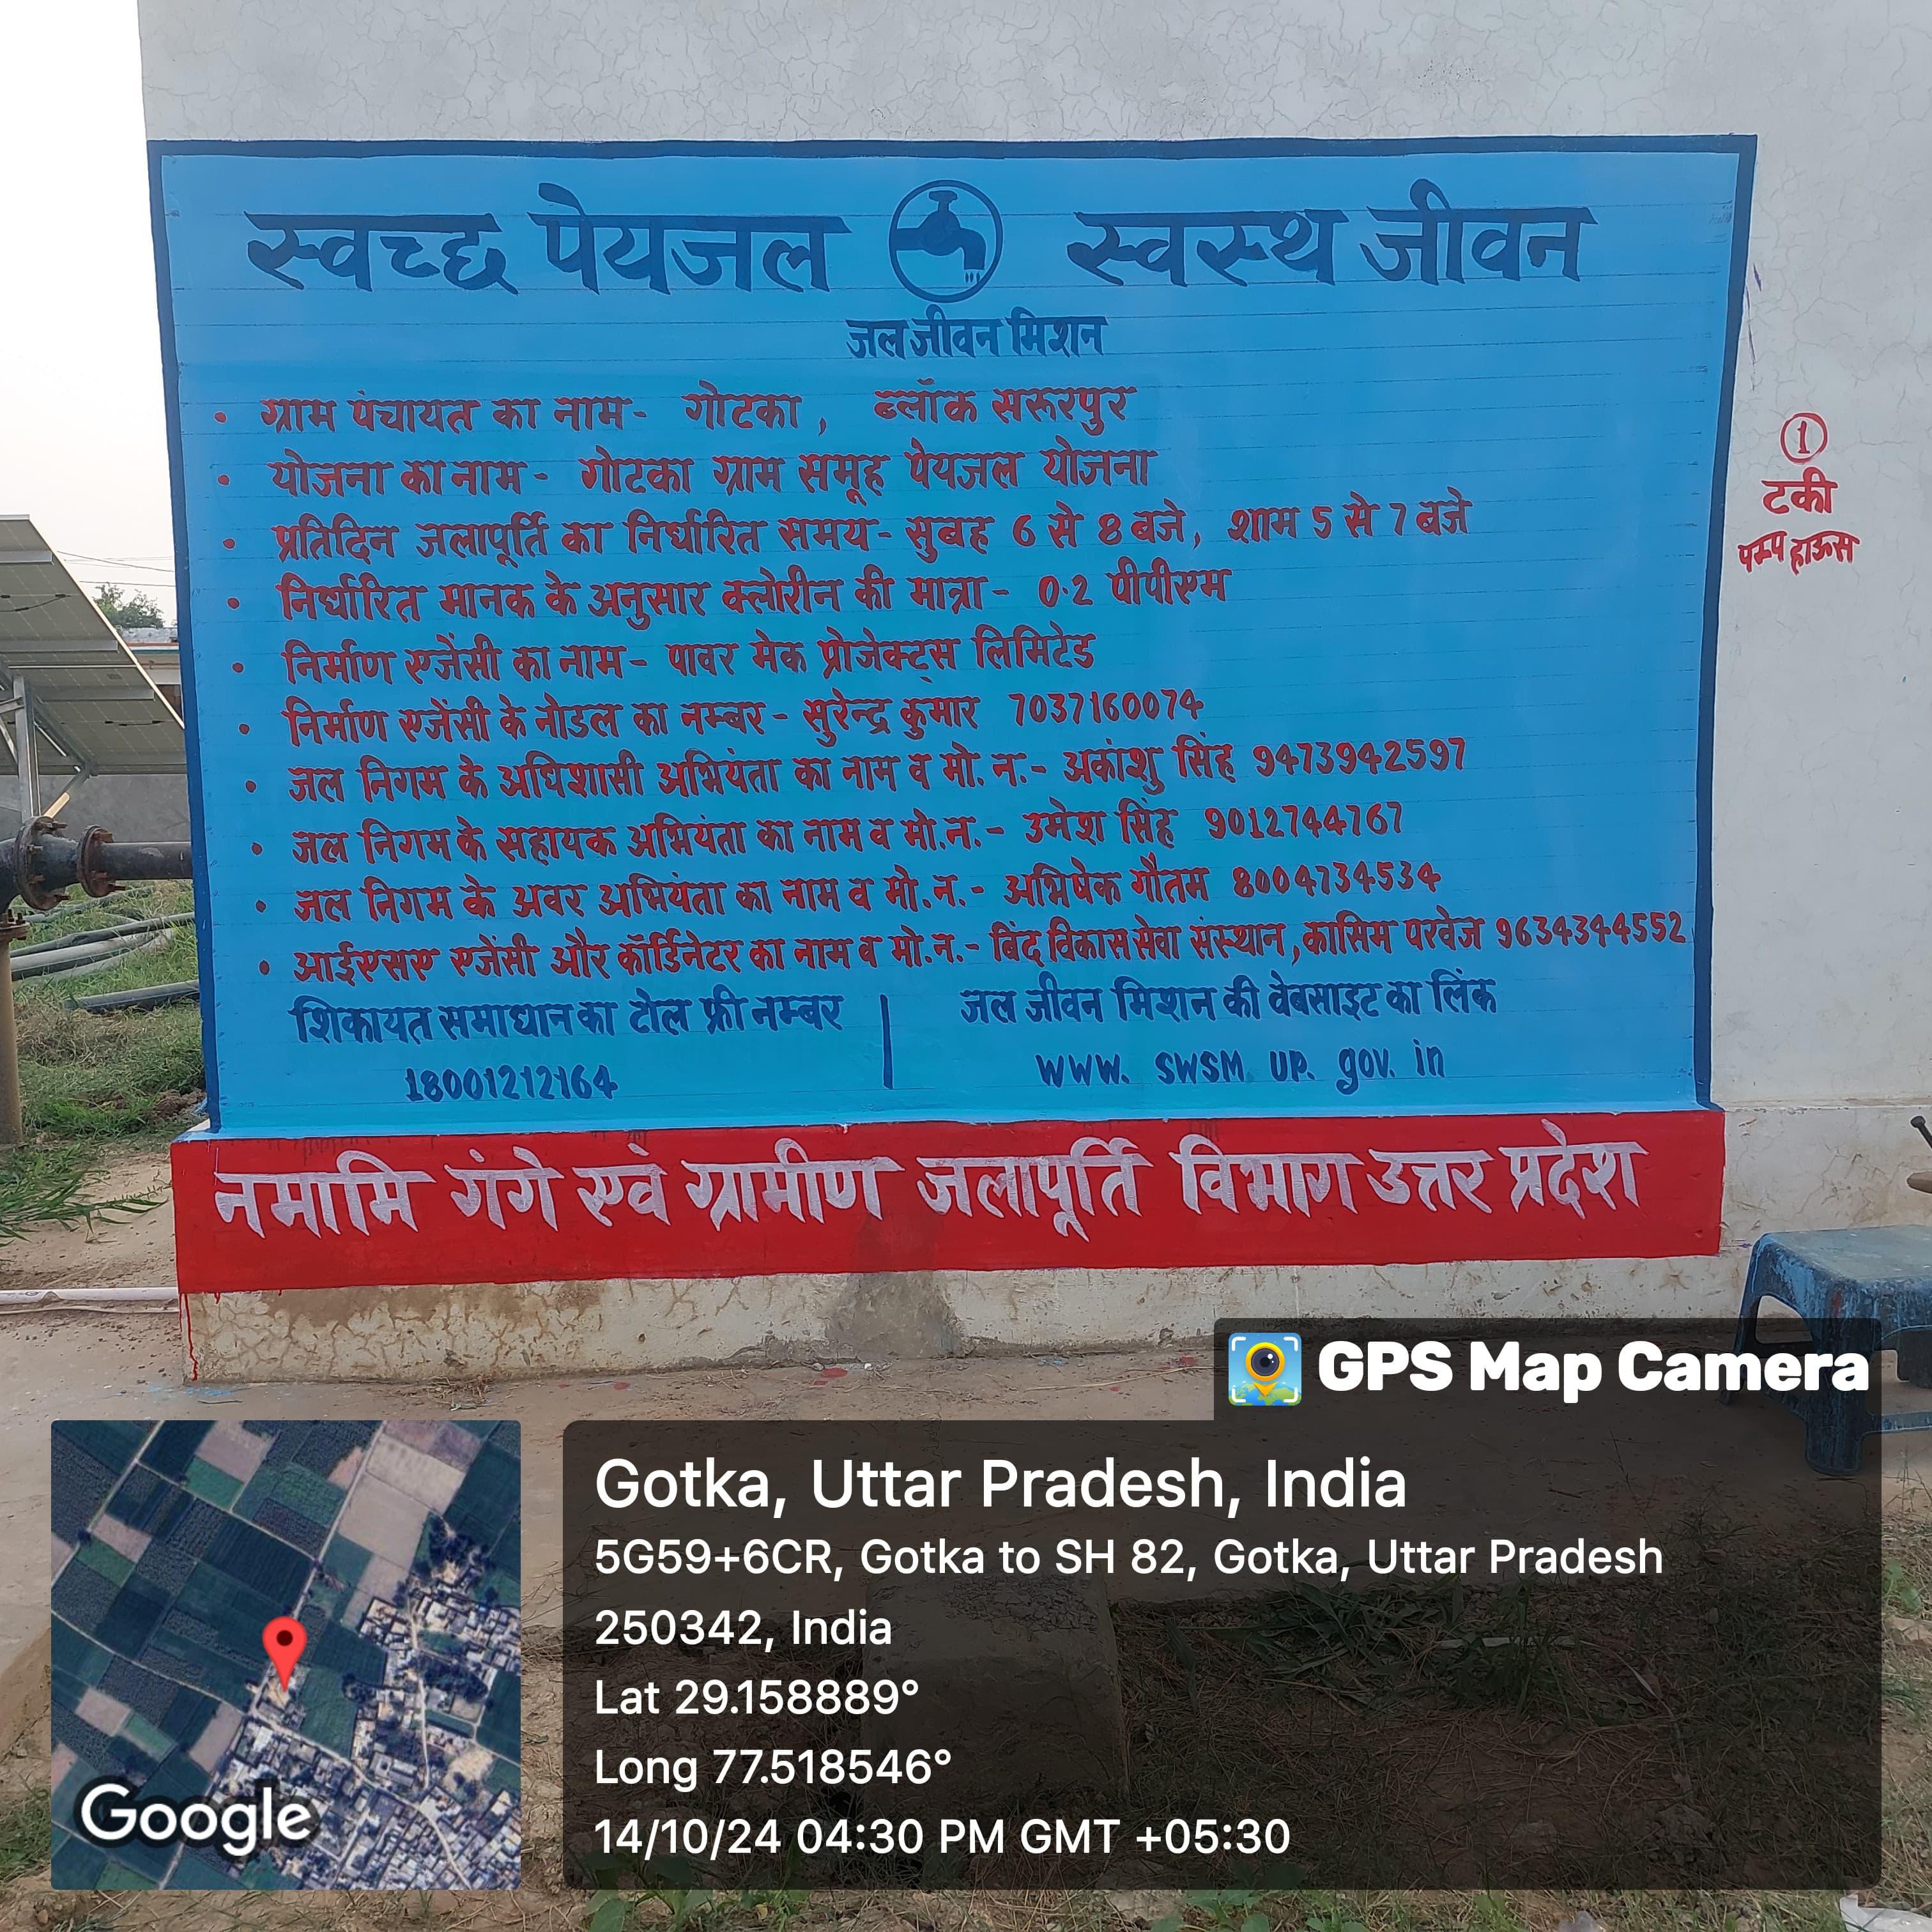 स्वच्छ पेयजल स्वस्थ जीवन
जल जीवन मिशन
• ग्राम पंचायत का नाम- गोटका, ब्लॉक सरूरपुर
• योजना का नाम- गोटका ग्राम समूह पेयजल योजना
• प्रतिदिन जलापूर्ति का निर्धारित समय- सुबह 6 से 8 बजे, शाम 5 से 7 बजे
• निर्धारित मानक के अनुसार क्लोरीन की मात्रा- 0.2 पीपीएम
• निर्माण एजेंसी का नाम- पावर मेक प्रोजेक्ट्स लिमिटेड
• निर्माण एजेंसी के नोडल का नम्बर- सुरेन्द्र कुमार 7037160074
• जल निगम के अधिशासी अभियंता का नाम व मो. न.- अकांशु सिंह 9473942597
• जल निगम के सहायक अभियंता का नाम व मो.न.- उमेश सिंह 9012744767
• जल निगम के अवर अभियंता का नाम व मो.न.- अभिषेक गौतम 8004734534
• आईएसए एजेंसी और कॉर्डिनेटर का नाम व मो.न.- विंद विकास सेवा संस्थान, कासिम परवेज 9634344552
शिकायत समाधान का टोल फ्री नम्बर
18001212164
जल जीवन मिशन की वेबसाइट का लिंक
www. swsm. up. gov. in
नमामि गंगे एवं ग्रामीण जलापूर्ति विभाग उत्तर प्रदेश
1
टकी
पम्प हाऊस
GPS Map Camera
Google
Gotka, Uttar Pradesh, India
5G59+6CR, Gotka to SH 82, Gotka, Uttar Pradesh
250342, India
Lat 29.158889°
Long 77.518546°
14/10/24 04:30 PM GMT +05:30